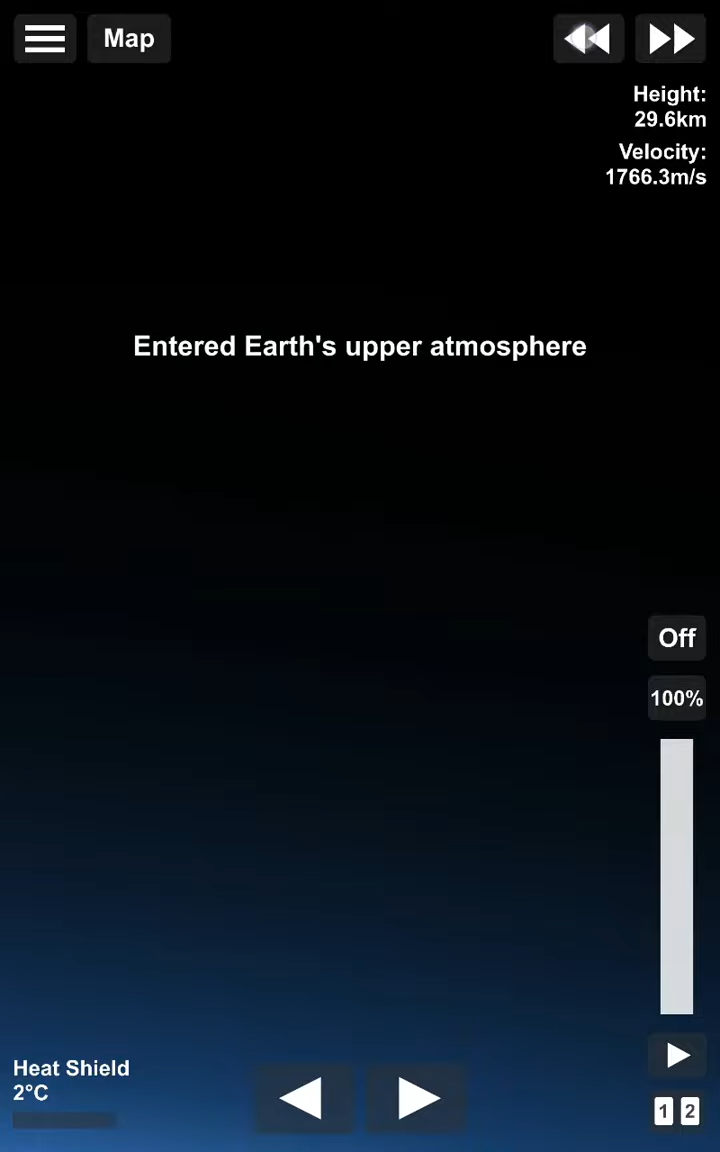 Map
Height:
29.6km
Velocity:
1766.3m/s
Entered Earth's upper atmosphere
Off
100%
Heat Shield
2°C
1 2